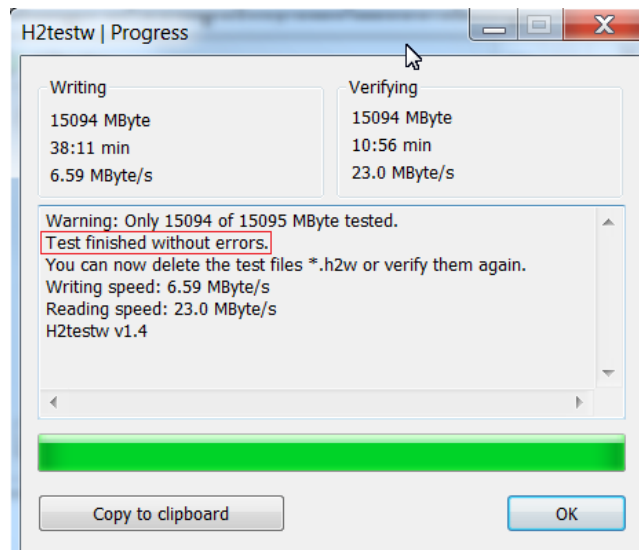 H2testw | Progress
Writing
15094 MByte
38:11 min
6.59 MByte/s
Verifying
15094 MByte
10:56 min
23.0 MByte/s
Warning: Only 15094 of 15095 MByte tested.
Test finished without errors.
You can now delete the test files *.h2w or verify them again.
Writing speed: 6.59 MByte/s
Reading speed: 23.0 MByte/s
H2testw v1.4
Copy to clipboard
OK